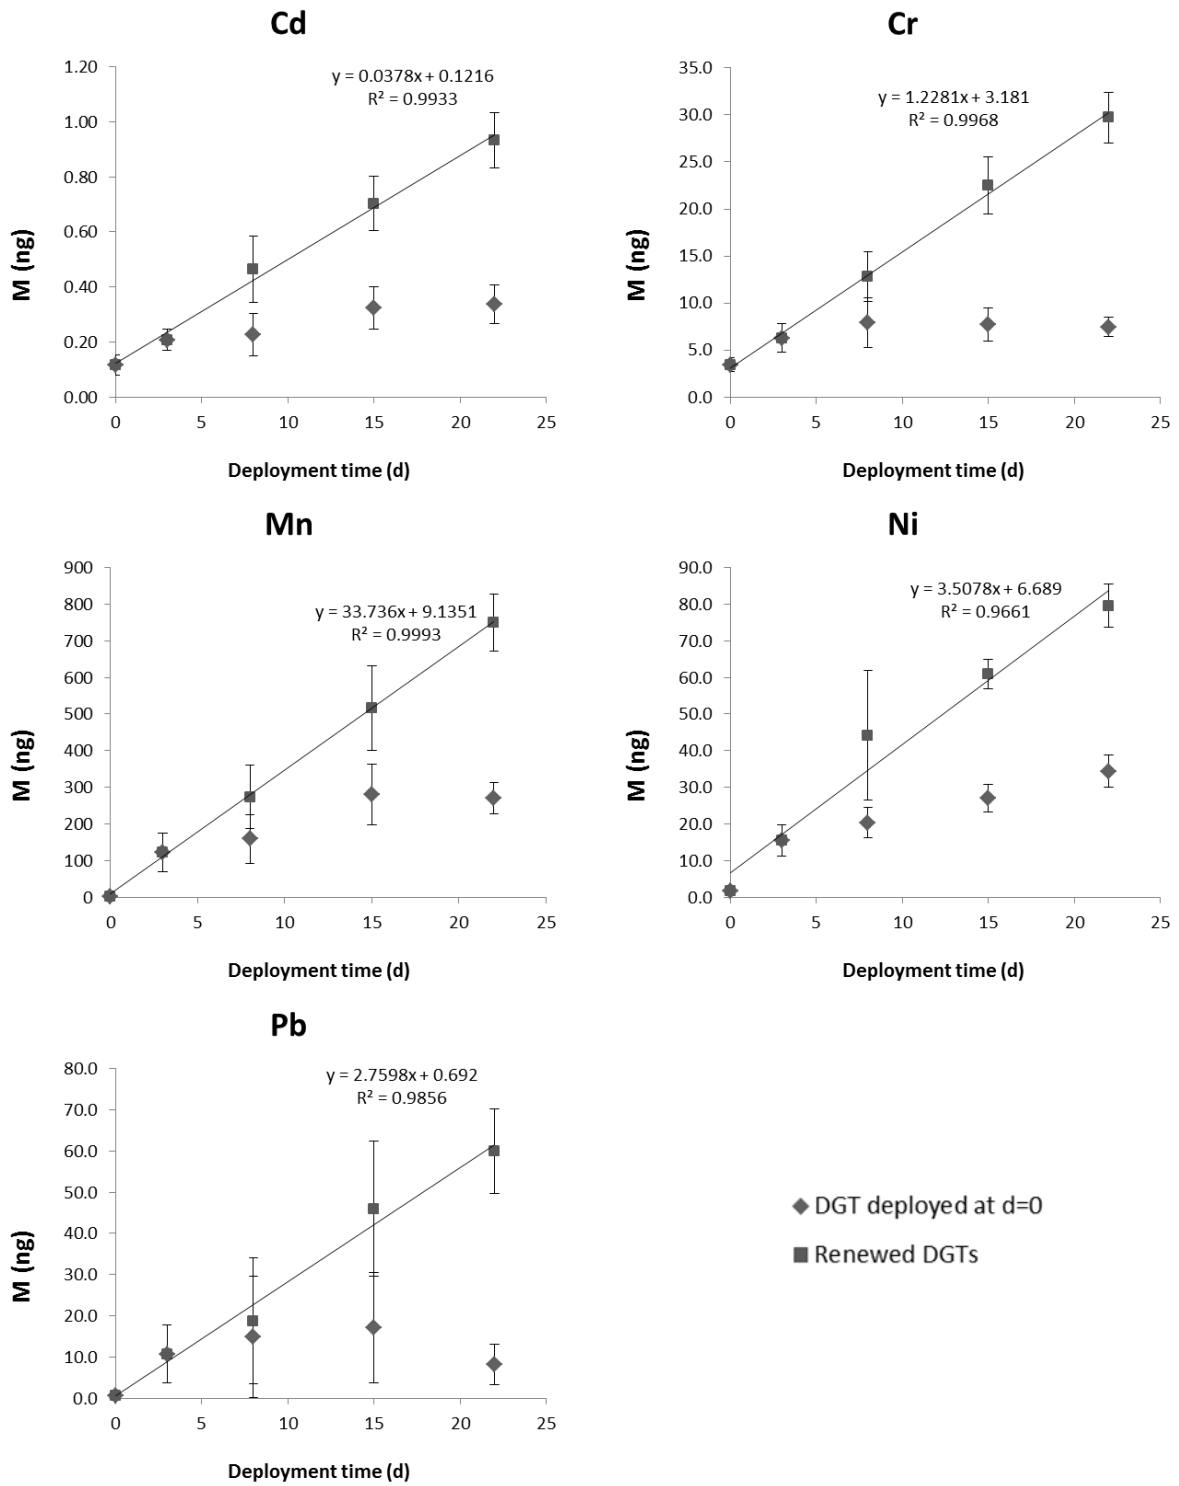 Cd
1.20
1.00
0.80
0.60
0.40
0.20
0.00
M (ng)
y = 0.0378x + 0.1216
R² = 0.9933
0 5 10 15 20 25
Deployment time (d)
Cr
35.0
30.0
25.0
20.0
15.0
10.0
5.0
0.0
M (ng)
y = 1.2281x + 3.181
R² = 0.9968
0 5 10 15 20 25
Deployment time (d)
Mn
900
800
700
600
500
400
300
200
100
0
M (ng)
y = 33.736x + 9.1351
R² = 0.9993
0 5 10 15 20 25
Deployment time (d)
Ni
90.0
80.0
70.0
60.0
50.0
40.0
30.0
20.0
10.0
0.0
M (ng)
y = 3.5078x + 6.689
R² = 0.9661
0 5 10 15 20 25
Deployment time (d)
Pb
80.0
70.0
60.0
50.0
40.0
30.0
20.0
10.0
0.0
M (ng)
y = 2.7598x + 0.692
R² = 0.9856
0 5 10 15 20 25
Deployment time (d)
DGT deployed at d=0
Renewed DGTs